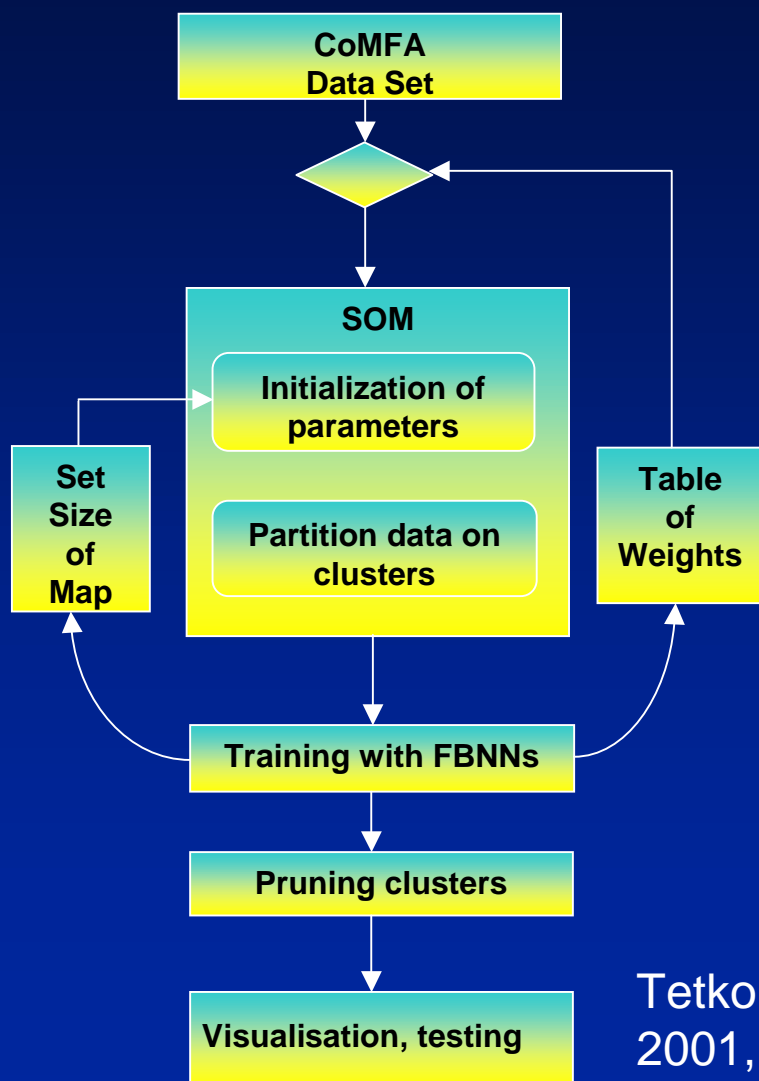 CoMFA
Data Set
SOM
Initialization of
parameters
Set
Size
of
Map
Partition data on
clusters
Table
of
Weights
Training with FBNNs
Pruning clusters
Visualisation, testing
Tetko
2001,